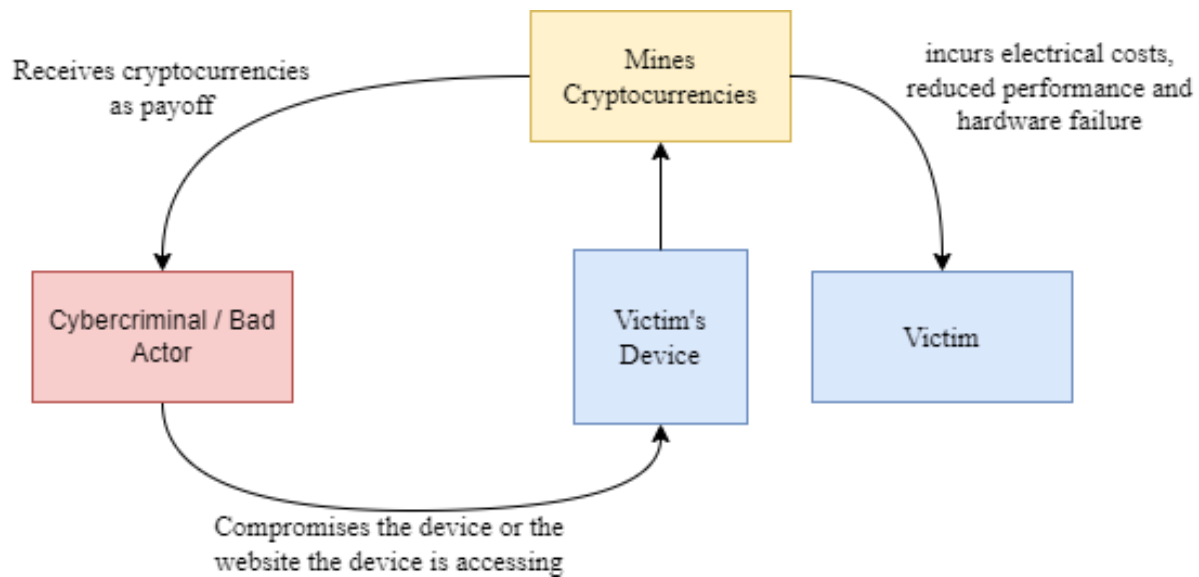 Mines
Cryptocurrencies
Receives cryptocurrencies
as payoff
incurs electrical costs,
reduced performance and
hardware failure
Cybercriminal / Bad
Actor
Victim's
Device
Victim
Compromises the device or the
website the device is accessing